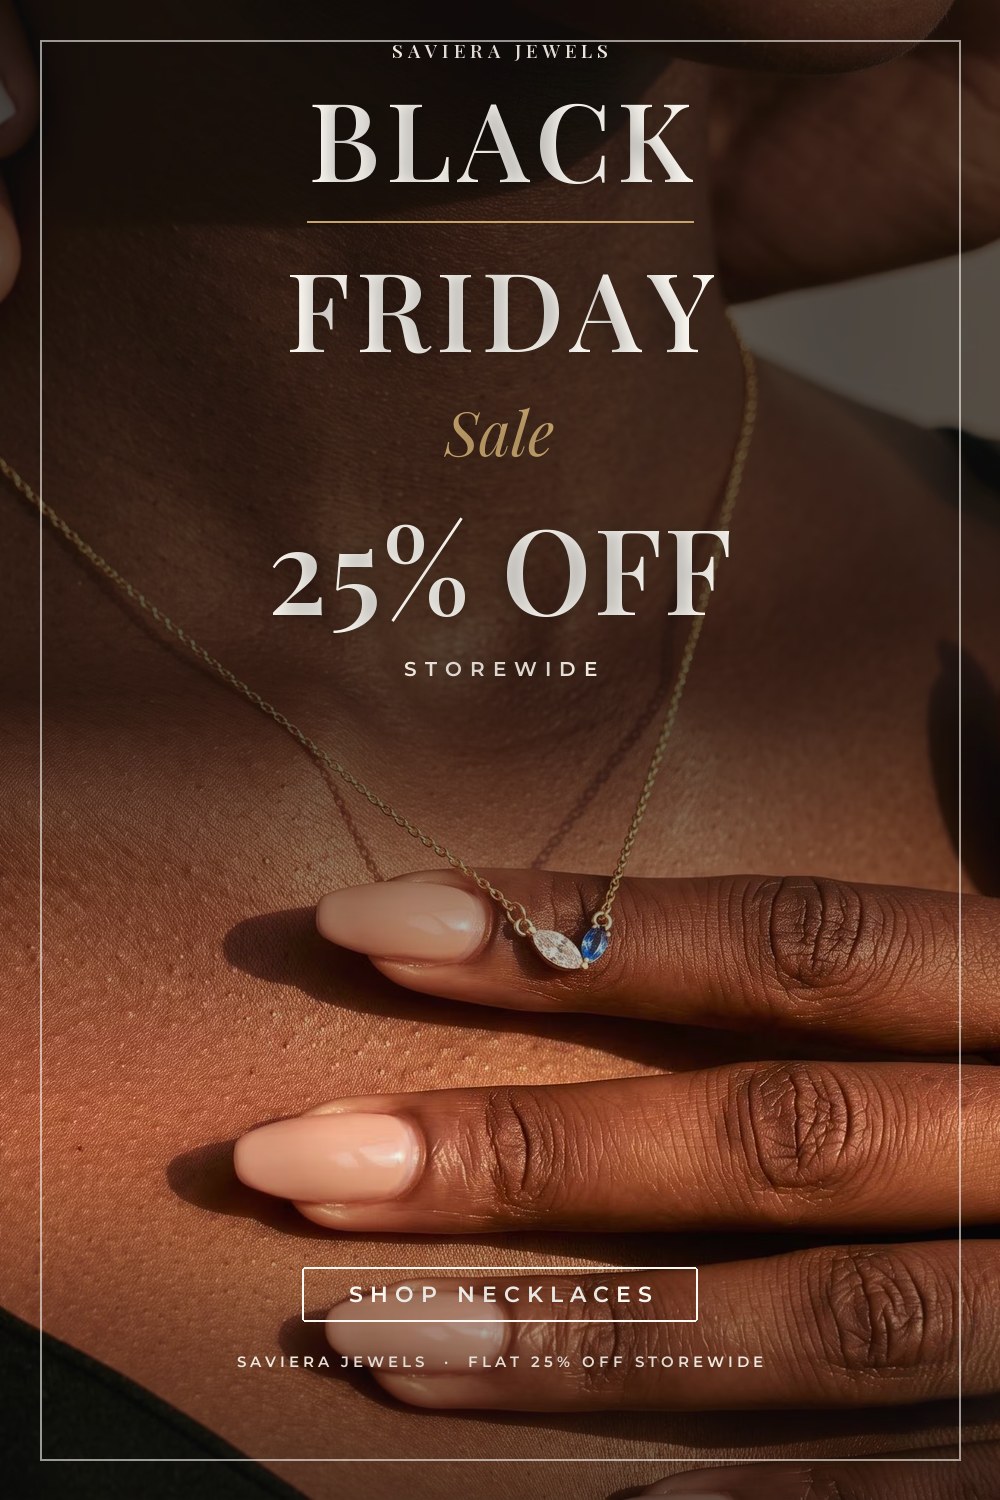 SAVIERA JEWELS
BLACK
FRIDAY
Sale
25% OFF
STOREWIDE
SHOP NECKLACES
SAVIERA JEWELS · FLAT 25% OFF STOREWIDE